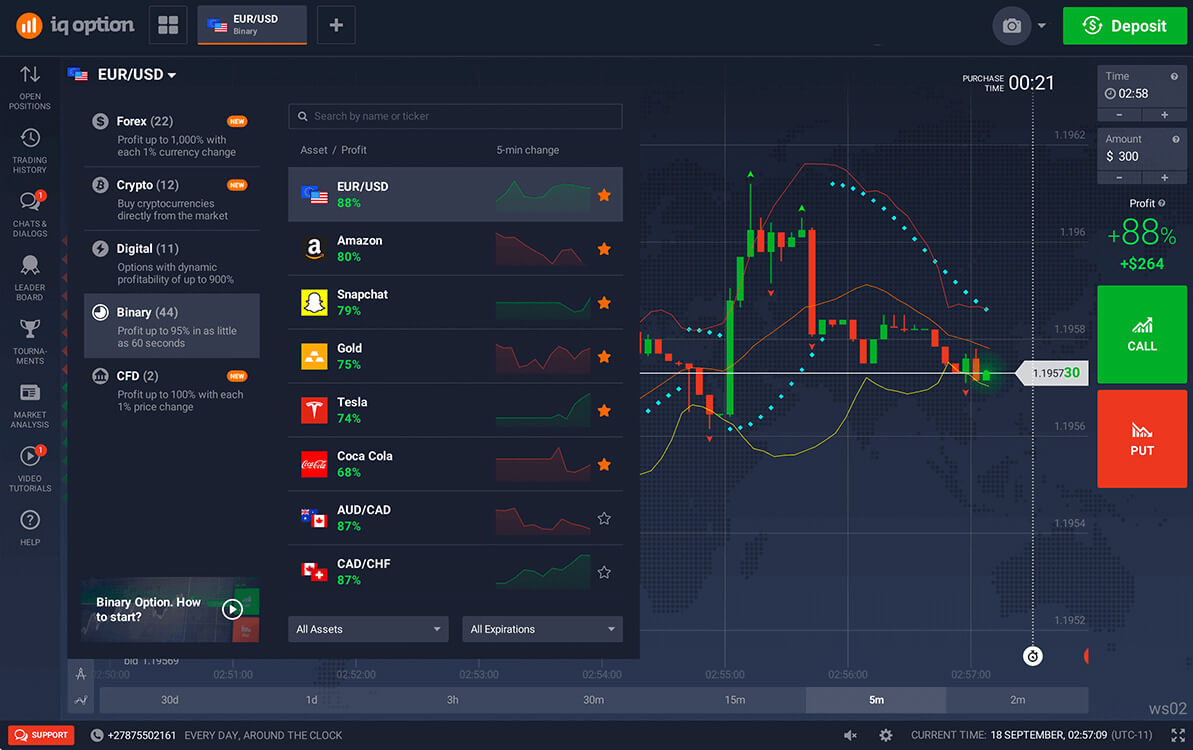 iq option
EUR/USD
Binary
Deposit
OPEN
POSITIONS
TRADING
HISTORY
1
CHATS &
DIALOGS
LEADER
BOARD
TOURNA-
MENTS
MARKET
ANALYSIS
1
VIDEO
TUTORIALS
HELP
EUR/USD
Forex (22) NEW
Profit up to 1,000% with
each 1% currency change
Crypto (12) NEW
Buy cryptocurrencies
directly from the market
Digital (11)
Options with dynamic
profitability of up to 900%
Binary (44)
Profit up to 95% in as little
as 60 seconds
CFD (2) NEW
Profit up to 100% with each
1% price change
Binary Option. How
to start?
Search by name or ticker
Asset / Profit 5-min change
EUR/USD
88%
Amazon
80%
Snapchat
79%
Gold
75%
Tesla
74%
Coca Cola
68%
AUD/CAD
87%
CAD/CHF
87%
All Assets All Expirations
PURCHASE
TIME 00:21
1.1962
1.196
1.1958
1.195730
1.1956
1.1954
1.1952
Time
02:58
- +
Amount
$ 300
- +
Profit
+88%
+$264
CALL
PUT
bid 1.19569
02:50:00 02:51:00 02:52:00 02:53:00 02:54:00 02:55:00 02:56:00 02:57:00
30d 1d 3h 30m 15m 5m 2m
ws02
SUPPORT +27875502161 EVERY DAY, AROUND THE CLOCK CURRENT TIME: 18 SEPTEMBER, 02:57:09 (UTC-11)